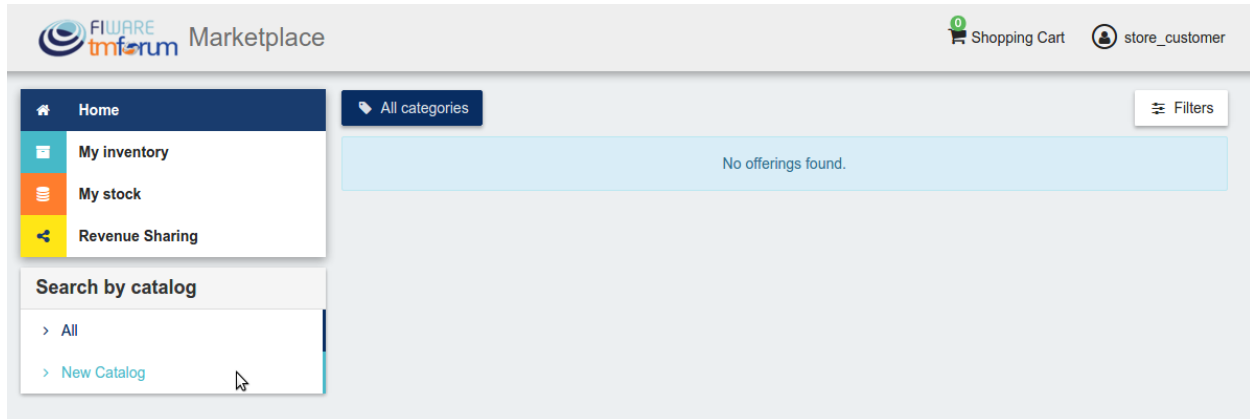 FIWARE
tmforum
Marketplace
0
Shopping Cart
store_customer
Home
My inventory
My stock
Revenue Sharing
Search by catalog
All
New Catalog
All categories
Filters
No offerings found.